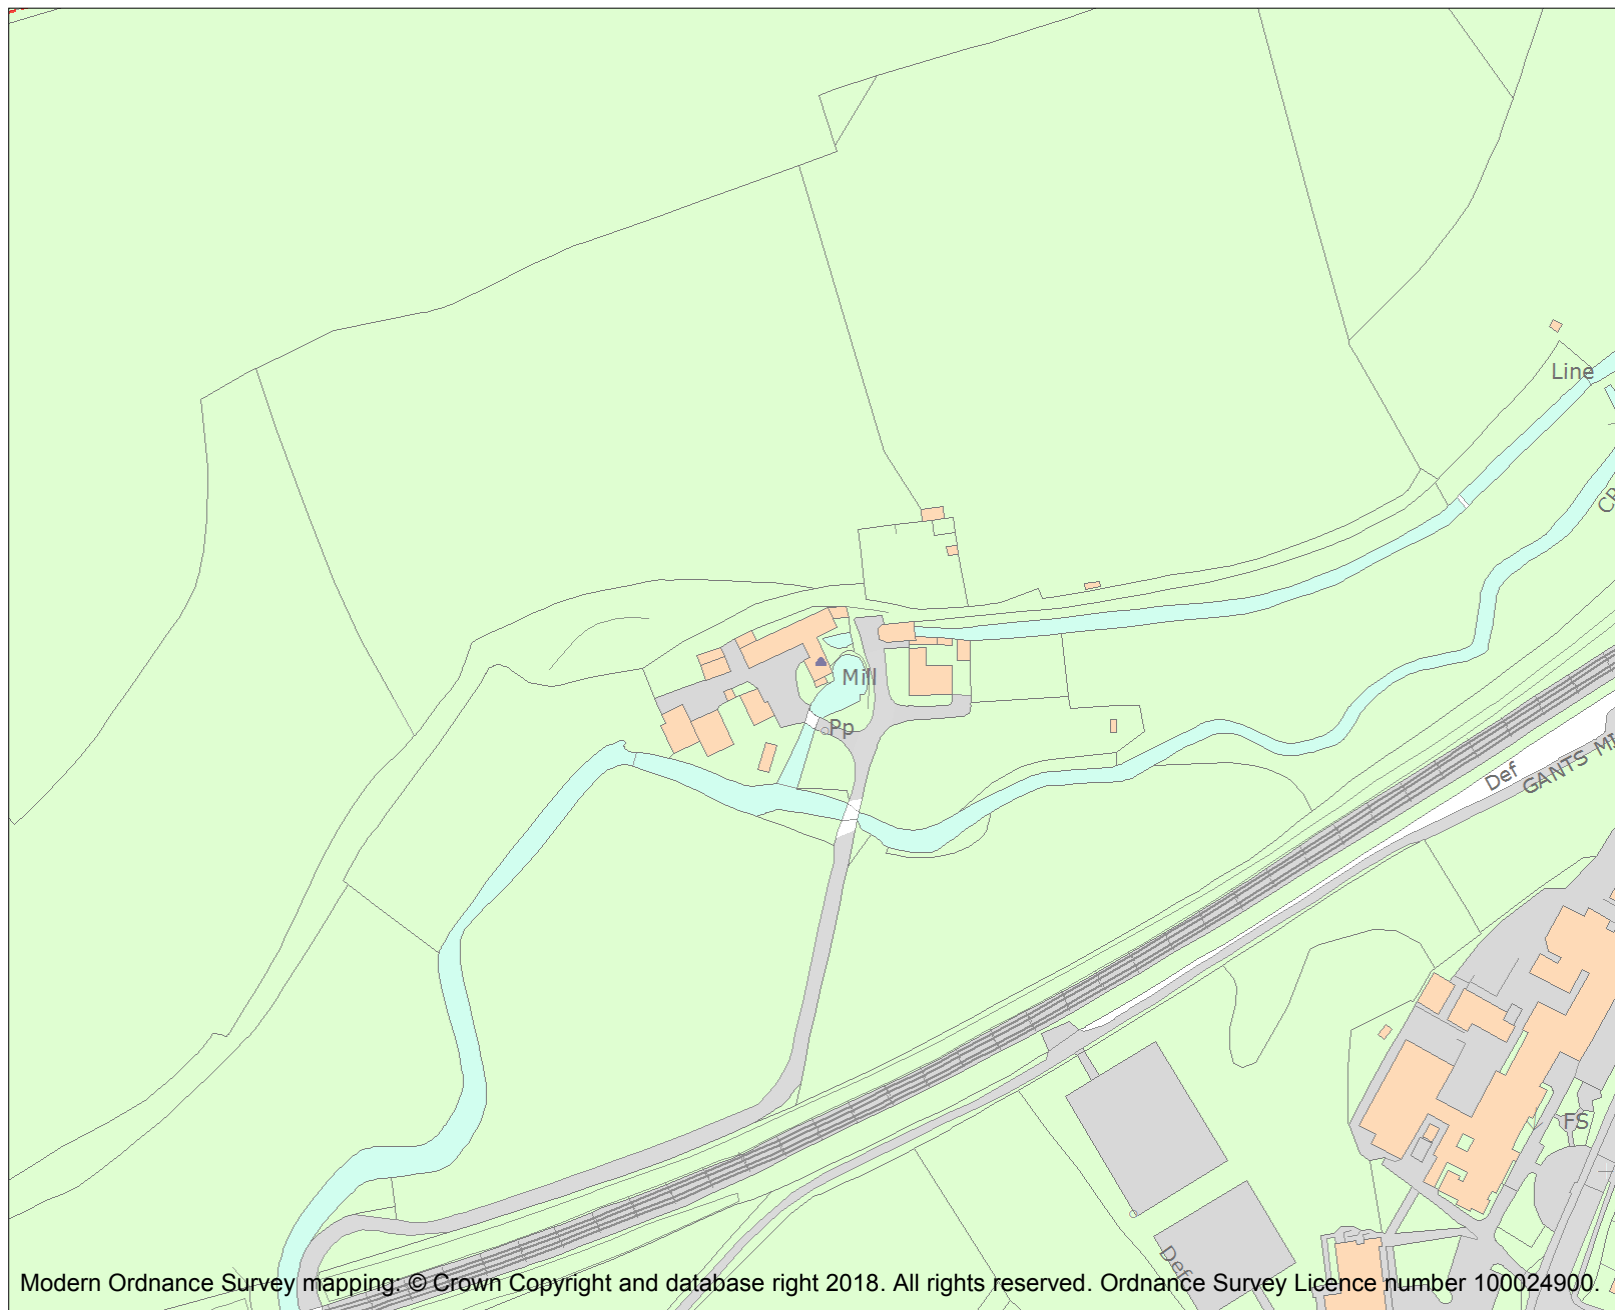 Line
Mill
Pp
Def
GANTS
FS
Def
Modern Ordnance Survey mapping: © Crown Copyright and database right 2018. All rights reserved. Ordnance Survey Licence number 100024900.